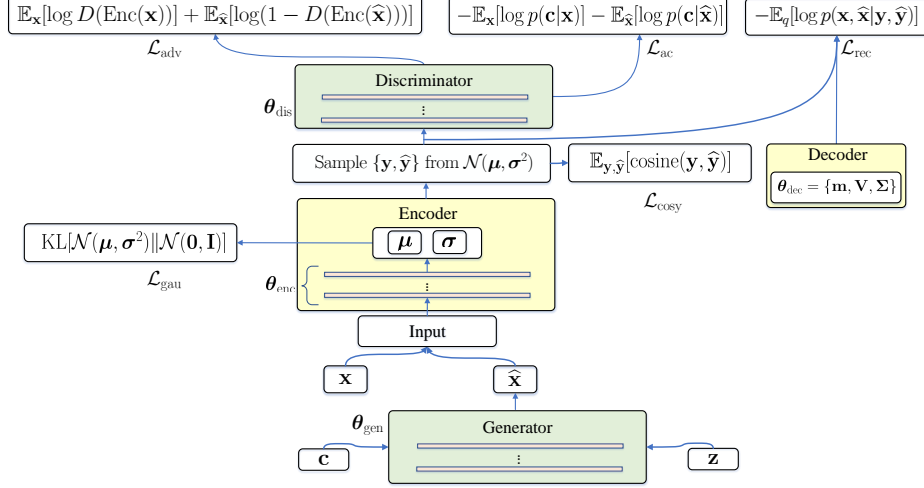 𝔼_𝐱[log D(Enc(𝐱))] + 𝔼_𝐱̂[log(1 − D(Enc(𝐱̂)))]
−𝔼_𝐱[log p(𝐜|𝐱)] − 𝔼_𝐱̂[log p(𝐜|𝐱̂)]
−𝔼_q[log p(𝐱, 𝐱̂|𝐲, 𝐲̂)]
ℒ_adv
ℒ_ac
ℒ_rec
Discriminator
θ_dis
⋮
Sample {𝐲, 𝐲̂} from 𝒩(μ, σ²)
𝔼_𝐲,𝐲̂[cosine(𝐲, 𝐲̂)]
ℒ_cosy
Decoder
θ_dec = {𝐦, 𝐕, Σ}
Encoder
μ σ
KL[𝒩(μ, σ²)||𝒩(𝟎, 𝐈)]
ℒ_gau
θ_enc
⋮
Input
𝐱
𝐱̂
θ_gen
Generator
⋮
𝐜
𝐳